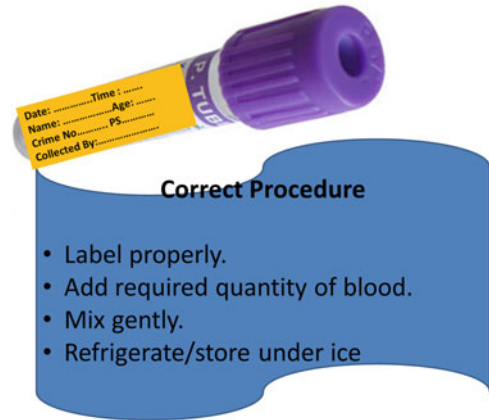 P. TUB
Date: ..............Time : .......
Name: .................Age: .......
Crime No........... PS............
Collected By:.....................
Correct Procedure
• Label properly.
• Add required quantity of blood.
• Mix gently.
• Refrigerate/store under ice